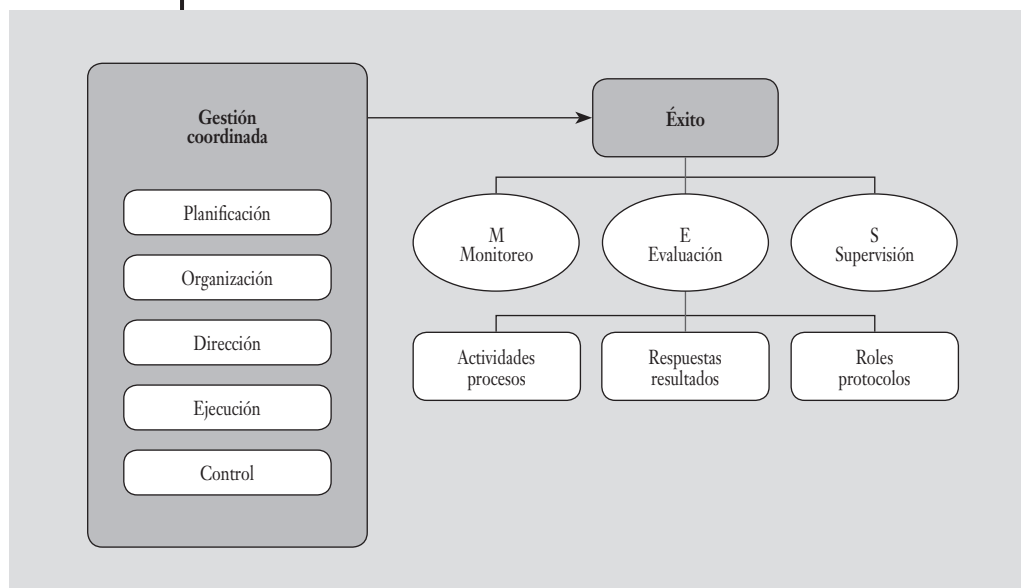 Gestión
coordinada
Planificación
Organización
Dirección
Ejecución
Control
Éxito
M
Monitoreo
E
Evaluación
S
Supervisión
Actividades
procesos
Respuestas
resultados
Roles
protocolos